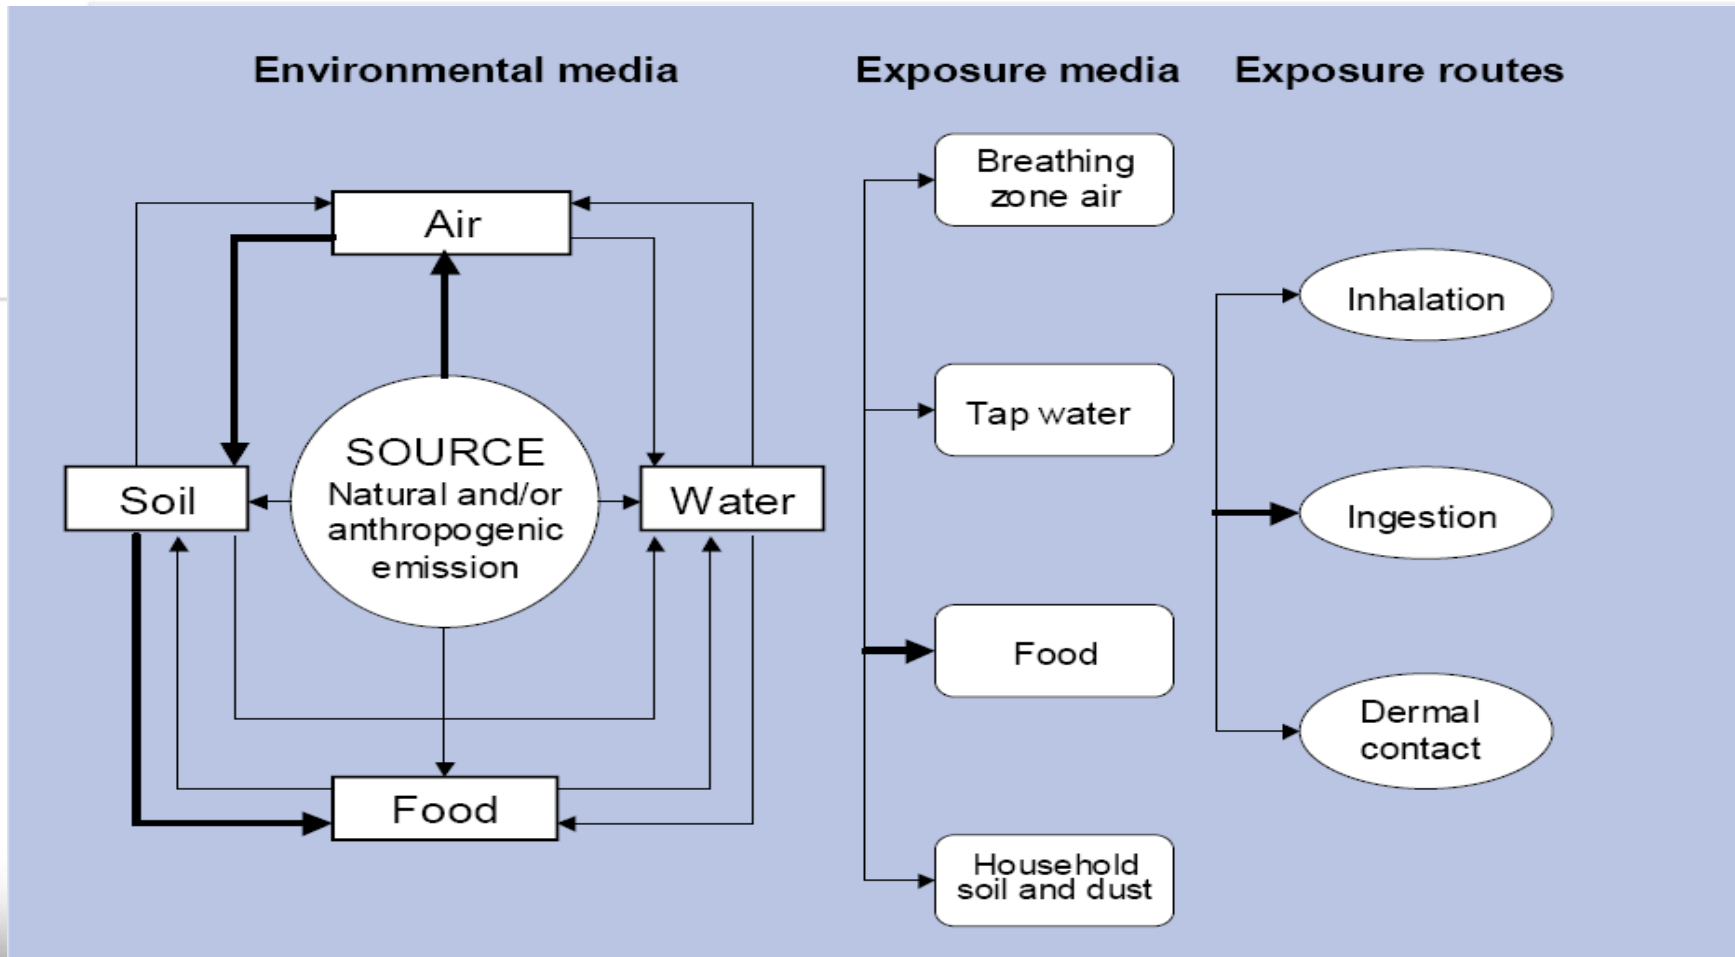 Environmental media
Exposure media
Exposure routes
Air
Soil
SOURCE
Natural and/or
anthropogenic
emission
Water
Food
Breathing
zone air
Tap water
Food
Household
soil and dust
Inhalation
Ingestion
Dermal
contact